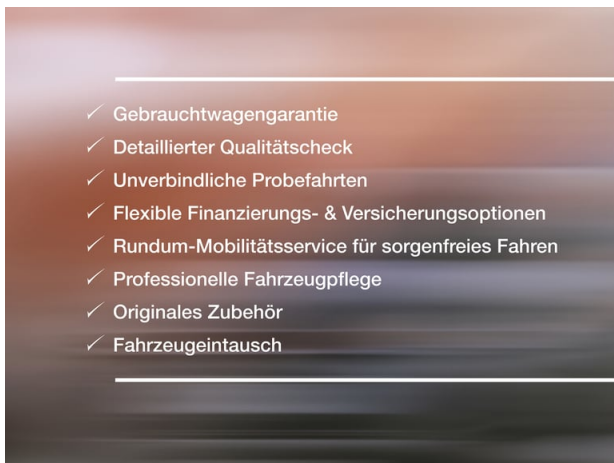 ✓ Gebrauchtwagengarantie
✓ Detaillierter Qualitätscheck
✓ Unverbindliche Probefahrten
✓ Flexible Finanzierungs- & Versicherungsoptionen
✓ Rundum-Mobilitätsservice für sorgenfreies Fahren
✓ Professionelle Fahrzeugpflege
✓ Originales Zubehör
✓ Fahrzeugeintausch